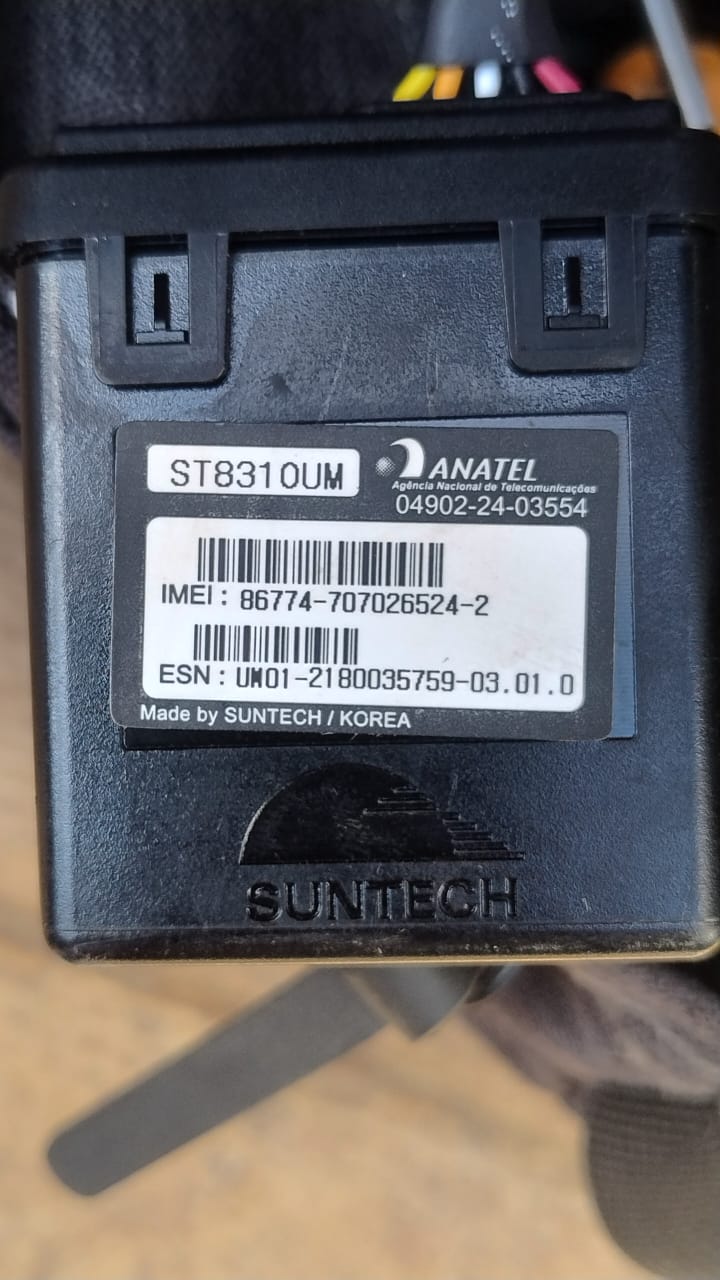 ST8310UM
ANATEL
Agência Nacional de Telecomunicações
04902-24-03554
IMEI : 86774-707026524-2
ESN : UM01-2180035759-03.01.0
Made by SUNTECH / KOREA
SUNTECH